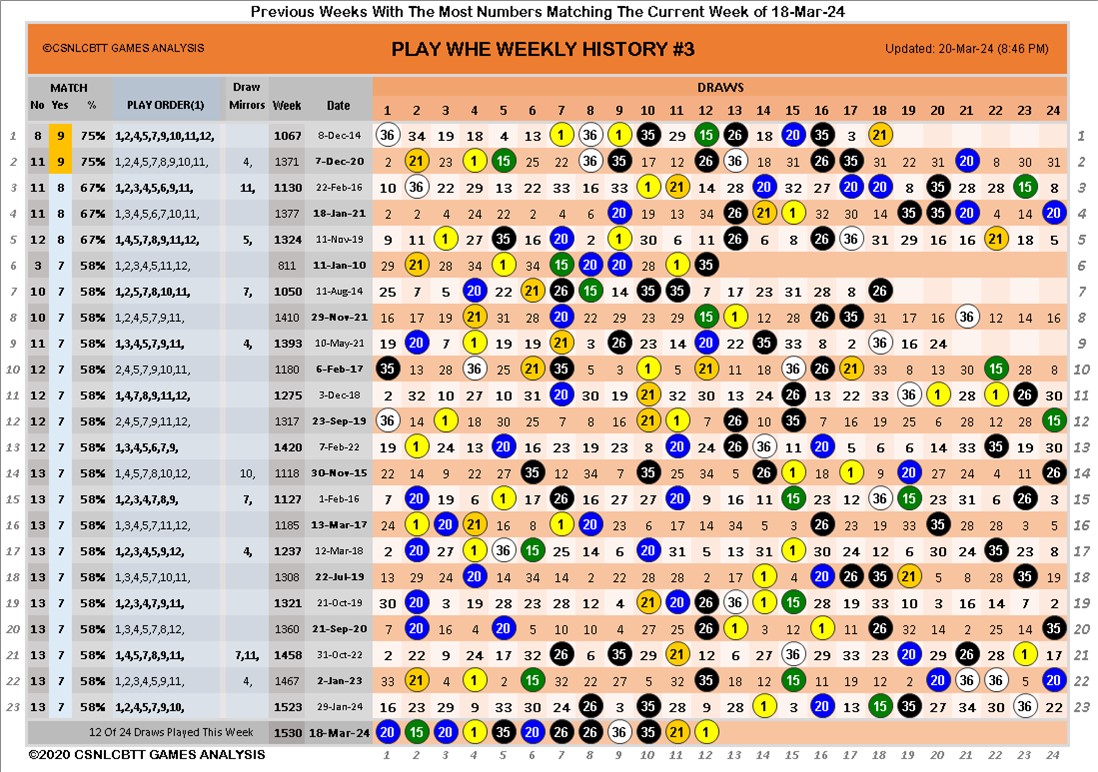 Previous Weeks With The Most Numbers Matching The Current Week of 18-Mar-24
©CSNLCBTT GAMES ANALYSIS PLAY WHE WEEKLY HISTORY #3 Updated: 20-Mar-24 (8:46 PM)
MATCH Draw DRAWS
No Yes % PLAY ORDER(1) Mirrors Week Date 1 2 3 4 5 6 7 8 9 10 11 12 13 14 15 16 17 18 19 20 21 22 23 24
1 8 9 75% 1,2,4,5,7,9,10,11,12, 1067 8-Dec-14 36 34 19 18 4 13 1 36 1 35 29 15 26 18 20 35 3 21 1
2 11 9 75% 1,2,4,5,7,8,9,10,11, 4, 1371 7-Dec-20 2 21 23 1 15 25 22 36 35 17 12 26 36 18 31 26 35 22 31 31 20 8 30 31 2
3 11 8 67% 1,2,3,4,5,6,9,11, 11, 1130 22-Feb-16 10 36 22 29 13 22 33 16 33 1 21 14 28 20 32 27 20 20 8 35 28 28 15 8 3
4 11 8 67% 1,3,4,5,6,7,10,11, 1377 18-Jan-21 2 2 4 24 22 2 4 6 20 19 13 34 26 21 1 32 30 14 35 35 20 4 14 20 4
5 12 8 67% 1,4,5,7,8,9,11,12, 5, 1324 11-Nov-19 9 11 1 27 35 16 20 2 1 30 6 11 26 6 8 26 36 31 29 16 16 21 18 5 5
6 3 7 58% 1,2,3,4,5,11,12, 811 11-Jan-10 29 21 28 34 1 34 15 20 20 28 1 35 6
7 10 7 58% 1,2,5,7,8,10,11, 7, 1050 11-Aug-14 25 7 5 20 22 21 26 15 14 35 35 7 17 23 31 28 8 26 7
8 10 7 58% 1,2,4,5,7,9,11, 1410 29-Nov-21 16 17 19 21 31 28 20 22 29 23 29 15 1 12 28 26 35 31 8 17 16 36 12 14 16 8
9 11 7 58% 1,3,4,5,7,9,11, 4, 1393 10-May-21 19 20 7 1 19 19 21 3 26 23 14 20 22 35 33 8 2 36 16 24 9
10 12 7 58% 2,4,5,7,9,10,11, 1180 6-Feb-17 35 13 28 36 6 21 35 5 3 1 13 21 11 18 36 26 21 33 8 13 30 15 28 8 10
11 12 7 58% 1,4,7,8,9,11,12, 1275 3-Dec-18 2 32 10 27 10 31 20 30 19 21 32 30 13 24 26 13 28 33 36 1 28 1 26 30 11
12 12 7 58% 2,4,5,7,9,11,12, 1317 23-Sep-19 36 14 1 18 30 25 7 8 6 21 1 7 26 10 35 7 16 18 19 25 6 28 12 28 15 12
13 12 7 58% 1,3,4,5,6,7,9, 1420 7-Feb-22 19 1 24 13 20 16 23 19 23 8 20 24 26 36 11 20 13 5 6 6 14 33 35 19 30 13
14 13 7 58% 1,4,5,7,8,10,12, 10, 1118 30-Nov-15 22 14 9 22 27 35 12 34 7 35 25 34 5 26 1 18 1 9 20 27 24 4 11 26 14
15 13 7 58% 1,2,3,4,7,8,9, 7, 1127 1-Feb-16 7 20 19 6 1 17 26 16 27 11 20 9 16 11 15 23 12 36 15 23 31 6 26 3 15
16 13 7 58% 1,3,4,5,7,11,12, 1185 13-Mar-17 24 1 20 21 16 8 1 20 23 6 17 28 34 5 3 26 23 19 33 35 28 28 3 5 16
17 13 7 58% 1,2,3,4,5,9,12, 4, 1237 12-Mar-18 2 20 27 1 36 15 25 14 6 20 31 5 13 31 1 30 24 12 6 30 24 35 23 8 17
18 13 7 58% 1,3,4,5,7,10,11, 1308 22-Jul-19 13 29 24 20 14 34 14 2 22 28 28 2 17 1 4 20 26 35 21 5 8 28 35 19 18
19 13 7 58% 1,2,3,4,7,9,11, 1321 21-Oct-19 30 20 3 19 28 23 28 12 4 21 20 26 36 1 15 28 19 33 10 3 16 14 7 2 19
20 13 7 58% 1,3,4,5,7,8,12, 1360 21-Sep-20 7 20 16 4 20 5 10 10 4 27 25 26 1 3 12 1 11 26 32 14 2 25 14 35 20
21 13 7 58% 1,4,5,7,8,9,11, 7,11, 1458 31-Oct-22 2 22 9 24 17 32 26 6 35 29 21 12 6 27 36 29 33 23 20 29 26 29 1 17 21
22 13 7 58% 1,2,3,4,5,9,11, 4, 1467 2-Jan-23 33 21 4 1 2 15 32 11 22 27 5 32 35 18 32 15 11 19 12 2 20 36 36 20 22
23 13 7 58% 1,2,4,5,7,9,10, 1523 29-Jan-24 16 23 29 8 30 24 26 3 35 28 9 28 1 3 20 13 15 35 27 34 30 36 22 23
12 Of 24 Draws Played This Week 1530 18-Mar-24 20 15 20 1 35 20 26 26 36 35 21 1
©2020 CSNLCBTT GAMES ANALYSIS 1 2 3 4 5 6 7 8 9 10 11 12 13 14 15 16 17 18 19 20 21 22 23 24